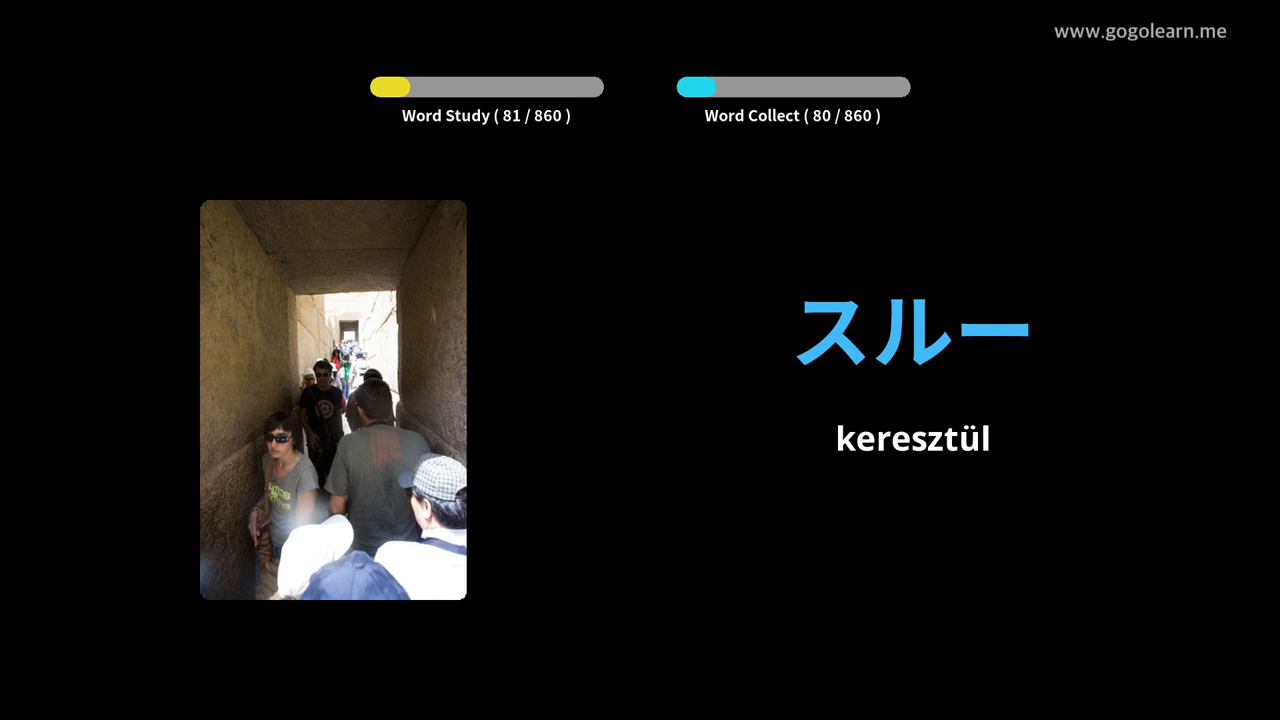 www.gogolearn.me
Word Study ( 81 / 860 )
Word Collect ( 80 / 860 )
スルー
keresztül